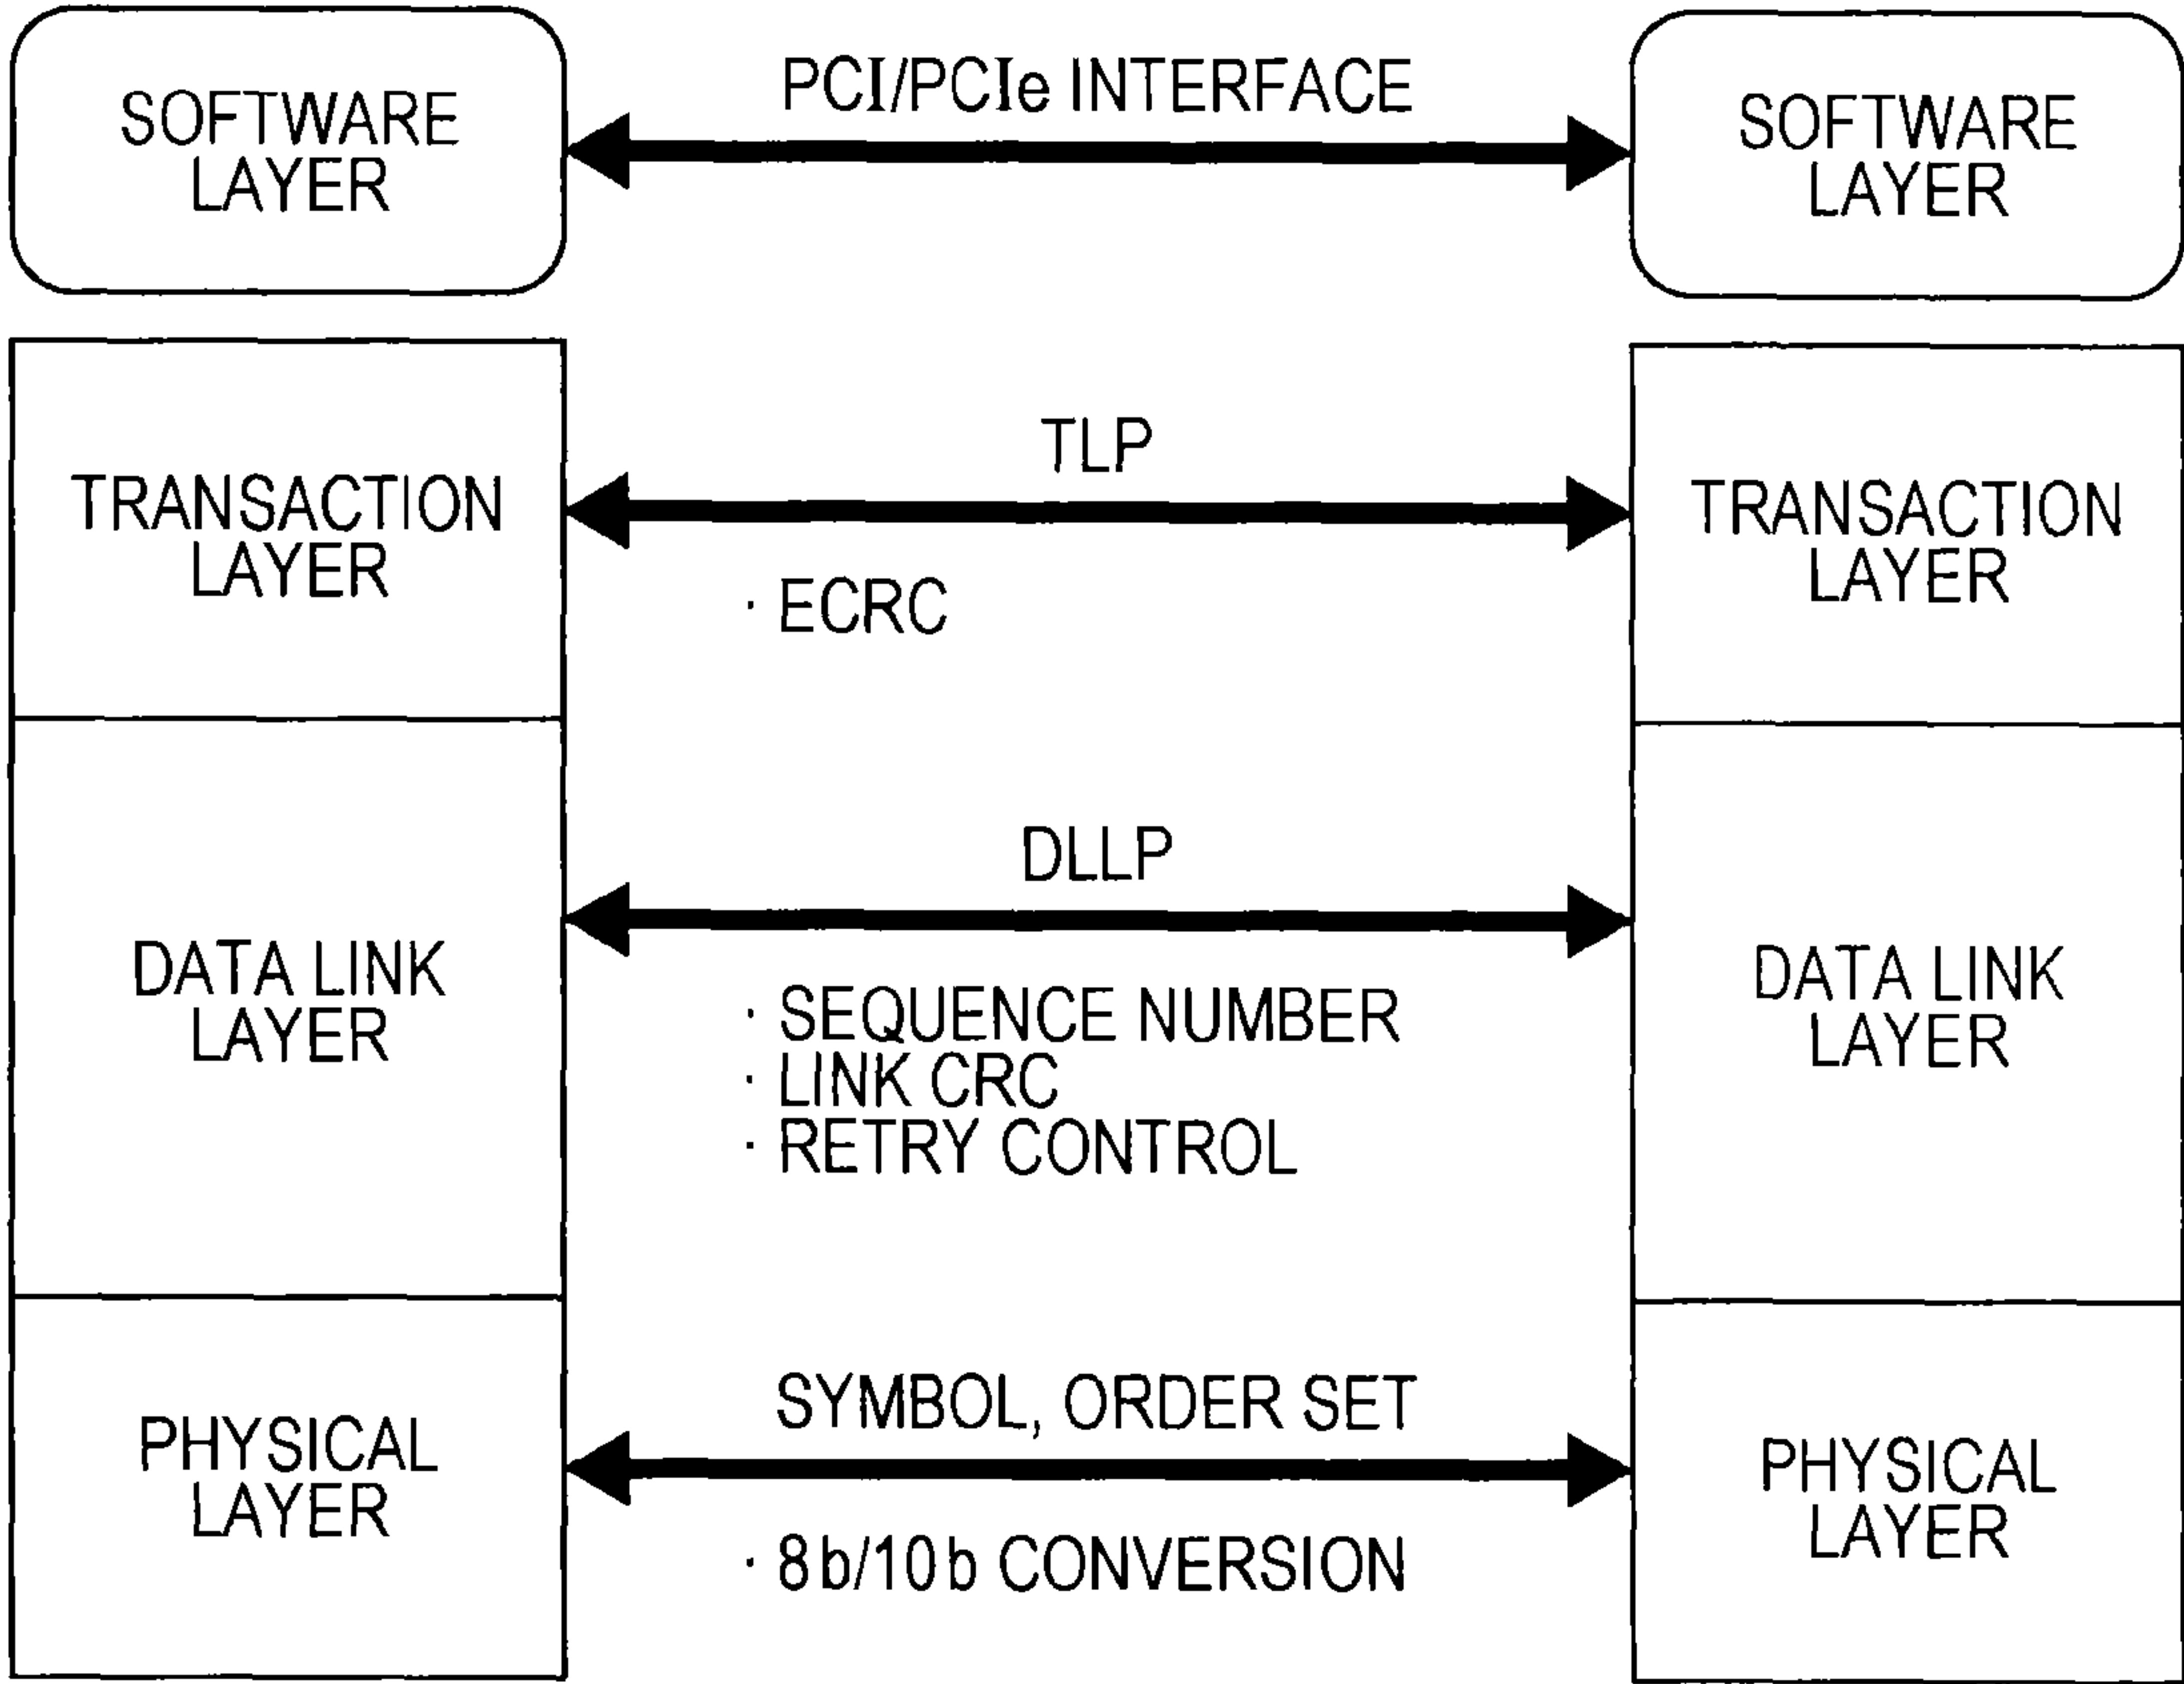 SOFTWARE
LAYER
PCI/PCIe INTERFACE
SOFTWARE
LAYER
TRANSACTION
LAYER
TLP
· ECRC
TRANSACTION
LAYER
DATA LINK
LAYER
DLLP
· SEQUENCE NUMBER
· LINK CRC
· RETRY CONTROL
DATA LINK
LAYER
PHYSICAL
LAYER
SYMBOL, ORDER SET
· 8b/10b CONVERSION
PHYSICAL
LAYER